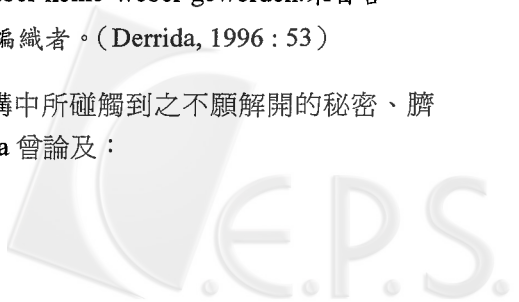 編織者。(Derrida, 1996 : 53)
構中所碰觸到之不願解開的秘密、臍
a 曾論及：
C.E.P.S.